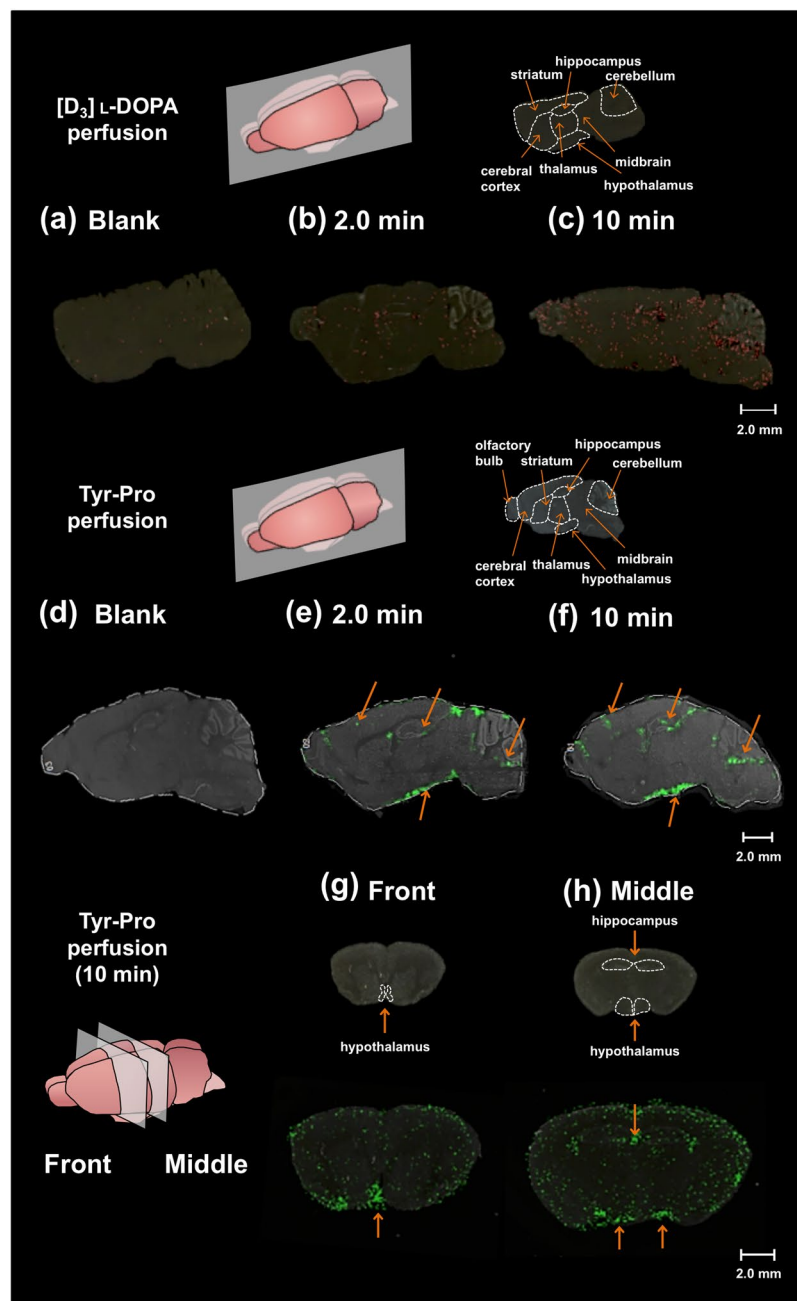 [D3] L-DOPA
perfusion
striatum
hippocampus
cerebellum
cerebral
cortex
thalamus
midbrain
hypothalamus
(a) Blank
(b) 2.0 min
(c) 10 min
2.0 mm
Tyr-Pro
perfusion
olfactory
bulb
striatum
hippocampus
cerebellum
cerebral
cortex
thalamus
midbrain
hypothalamus
(d) Blank
(e) 2.0 min
(f) 10 min
2.0 mm
(g) Front
(h) Middle
Tyr-Pro
perfusion
(10 min)
hippocampus
hypothalamus
hypothalamus
Front
Middle
2.0 mm